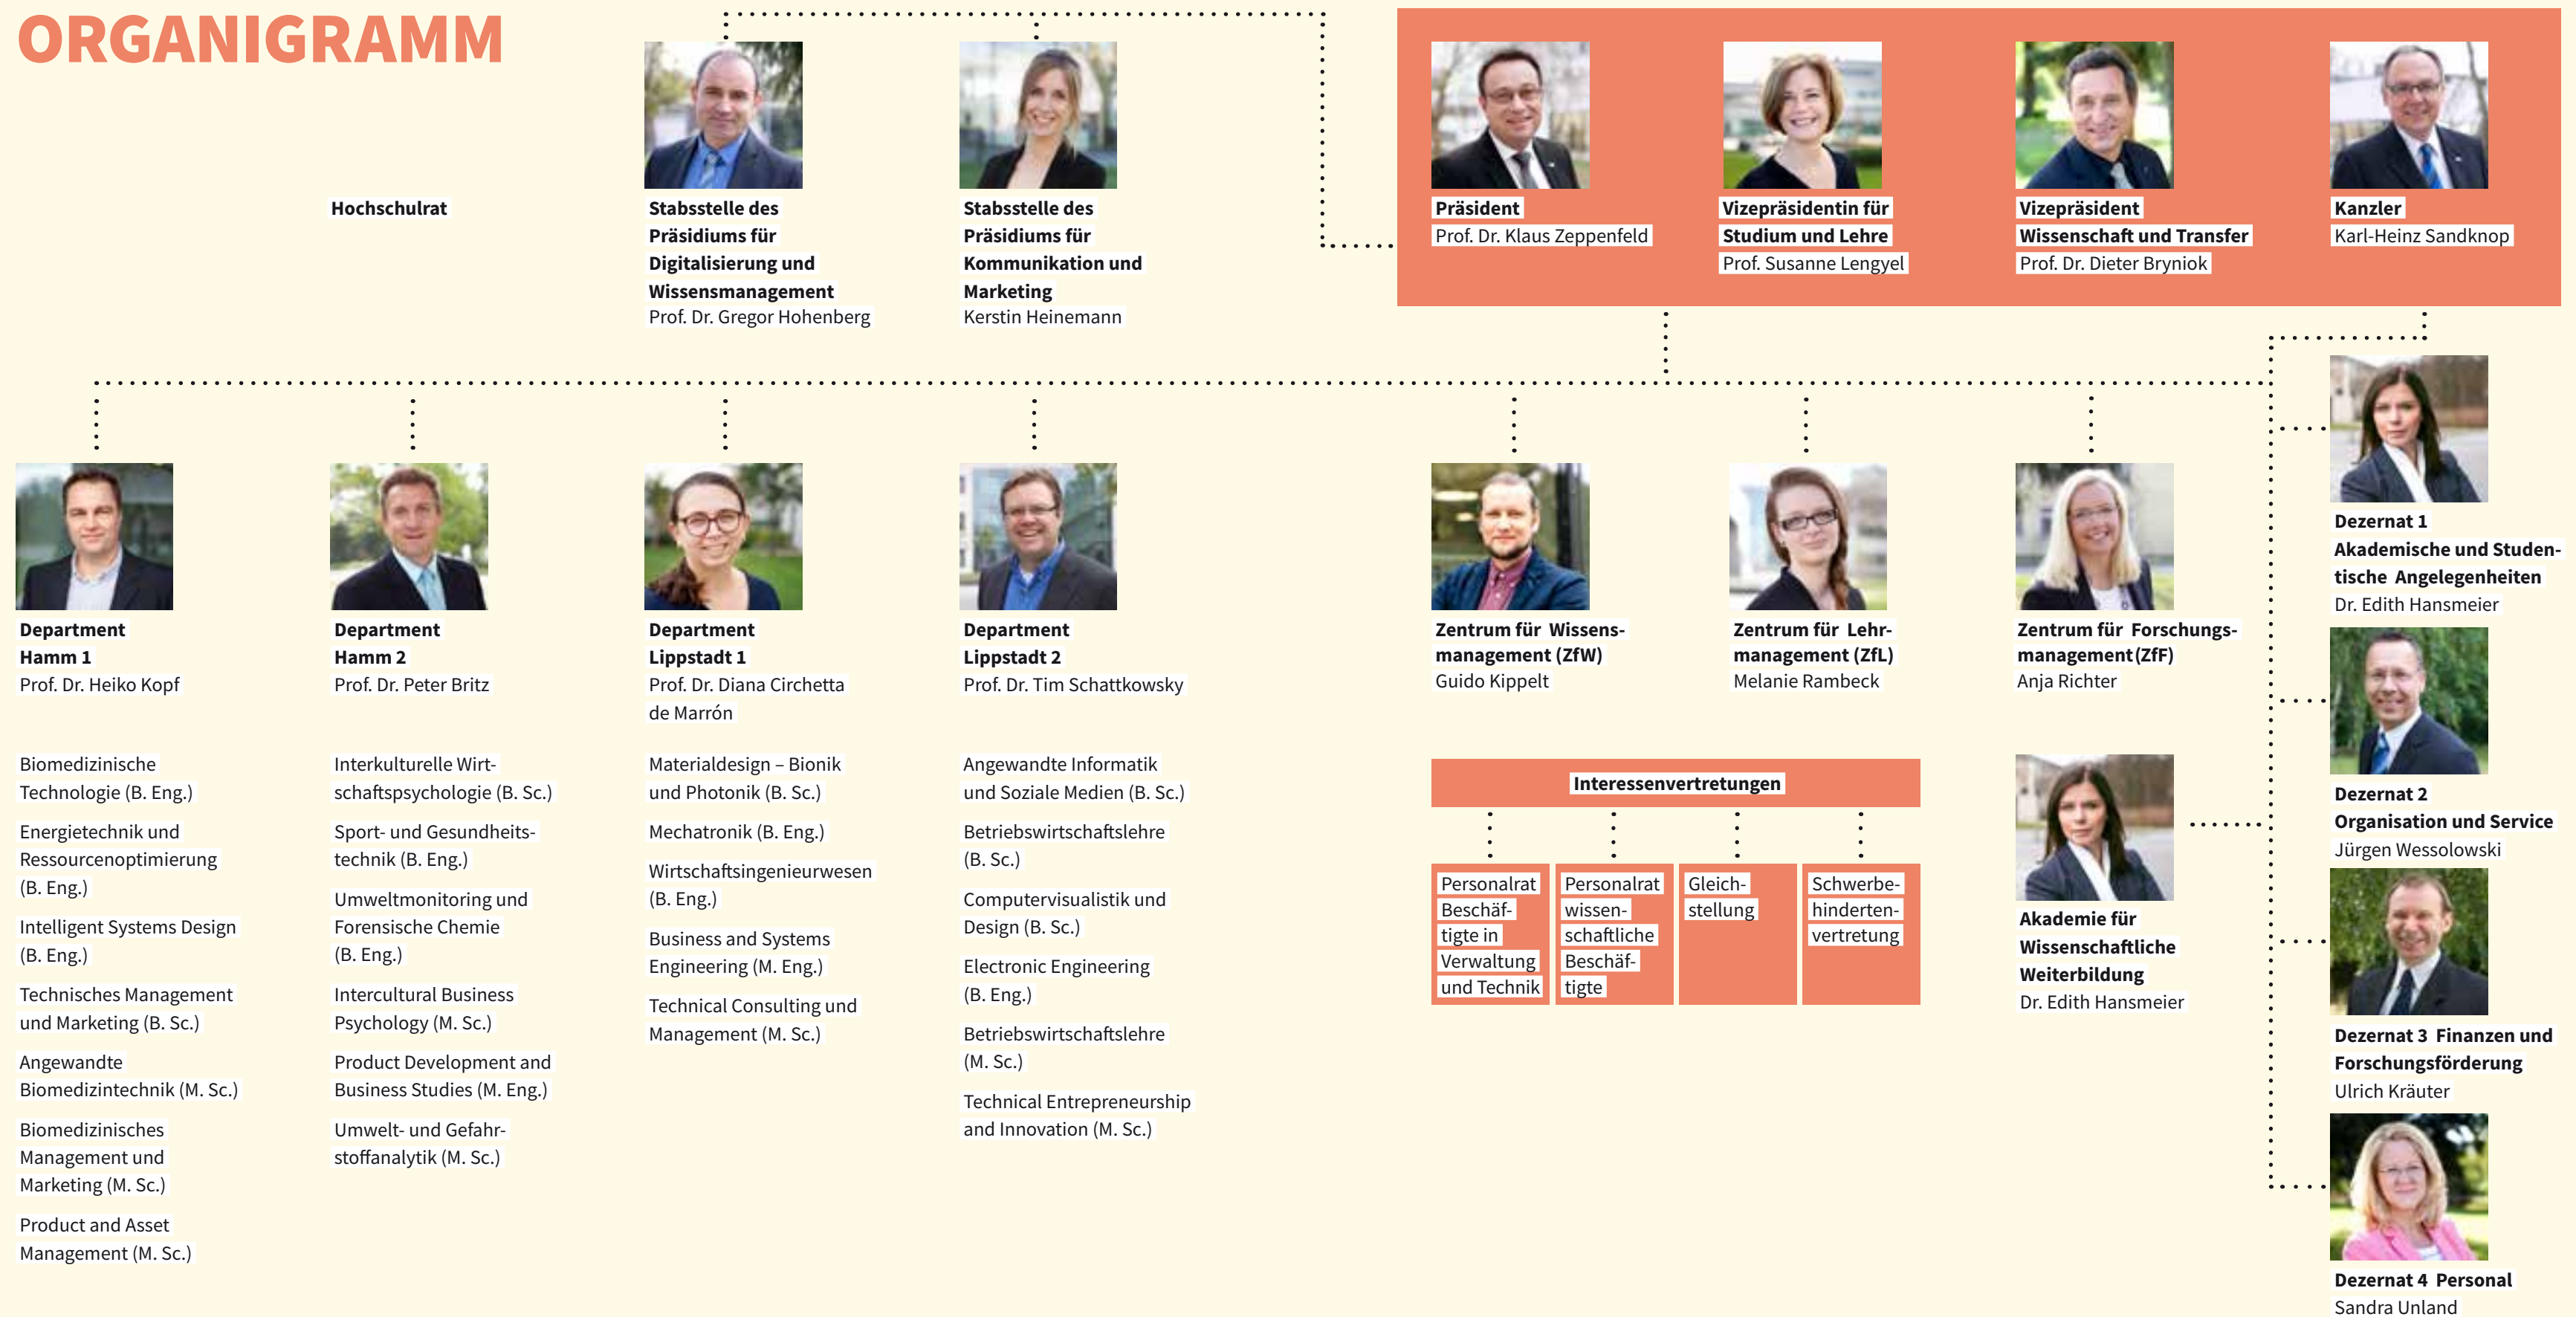 ORGANIGRAMM
Hochschulrat
Stabsstelle des
Präsidiums für
Digitalisierung und
Wissensmanagement
Prof. Dr. Gregor Hohenberg
Stabsstelle des
Präsidiums für
Kommunikation und
Marketing
Kerstin Heinemann
Präsident
Prof. Dr. Klaus Zeppenfeld
Vizepräsidentin für
Studium und Lehre
Prof. Susanne Lengyel
Vizepräsident
Wissenschaft und Transfer
Prof. Dr. Dieter Bryniok
Kanzler
Karl-Heinz Sandknop
Department
Hamm 1
Prof. Dr. Heiko Kopf
Biomedizinische
Technologie (B. Eng.)
Energietechnik und
Ressourcenoptimierung
(B. Eng.)
Intelligent Systems Design
(B. Eng.)
Technisches Management
und Marketing (B. Sc.)
Angewandte
Biomedizintechnik (M. Sc.)
Biomedizinisches
Management und
Marketing (M. Sc.)
Product and Asset
Management (M. Sc.)
Department
Hamm 2
Prof. Dr. Peter Britz
Interkulturelle Wirt-
schaftspsychologie (B. Sc.)
Sport- und Gesundheits-
technik (B. Eng.)
Umweltmonitoring und
Forensische Chemie
(B. Eng.)
Intercultural Business
Psychology (M. Sc.)
Product Development and
Business Studies (M. Eng.)
Umwelt- und Gefahr-
stoffanalytik (M. Sc.)
Department
Lippstadt 1
Prof. Dr. Diana Circhetta
de Marrón
Materialdesign – Bionik
und Photonik (B. Sc.)
Mechatronik (B. Eng.)
Wirtschaftsingenieurwesen
(B. Eng.)
Business and Systems
Engineering (M. Eng.)
Technical Consulting und
Management (M. Sc.)
Department
Lippstadt 2
Prof. Dr. Tim Schattkowsky
Angewandte Informatik
und Soziale Medien (B. Sc.)
Betriebswirtschaftslehre
(B. Sc.)
Computervisualistik und
Design (B. Sc.)
Electronic Engineering
(B. Eng.)
Betriebswirtschaftslehre
(M. Sc.)
Technical Entrepreneurship
and Innovation (M. Sc.)
Zentrum für Wissens-
management (ZfW)
Guido Kippelt
Zentrum für Lehr-
management (ZfL)
Melanie Rambeck
Zentrum für Forschungs-
management (ZfF)
Anja Richter
Interessenvertretungen
Personalrat
Beschäf-
tigte in
Verwaltung
und Technik
Personalrat
wissen-
schaftliche
Beschäf-
tigte
Gleich-
stellung
Schwerbe-
hinderten-
vertretung
Akademie für
Wissenschaftliche
Weiterbildung
Dr. Edith Hansmeier
Dezernat 1
Akademische und Studen-
tische Angelegenheiten
Dr. Edith Hansmeier
Dezernat 2
Organisation und Service
Jürgen Wessolowski
Dezernat 3 Finanzen und
Forschungsförderung
Ulrich Kräuter
Dezernat 4 Personal
Sandra Unland